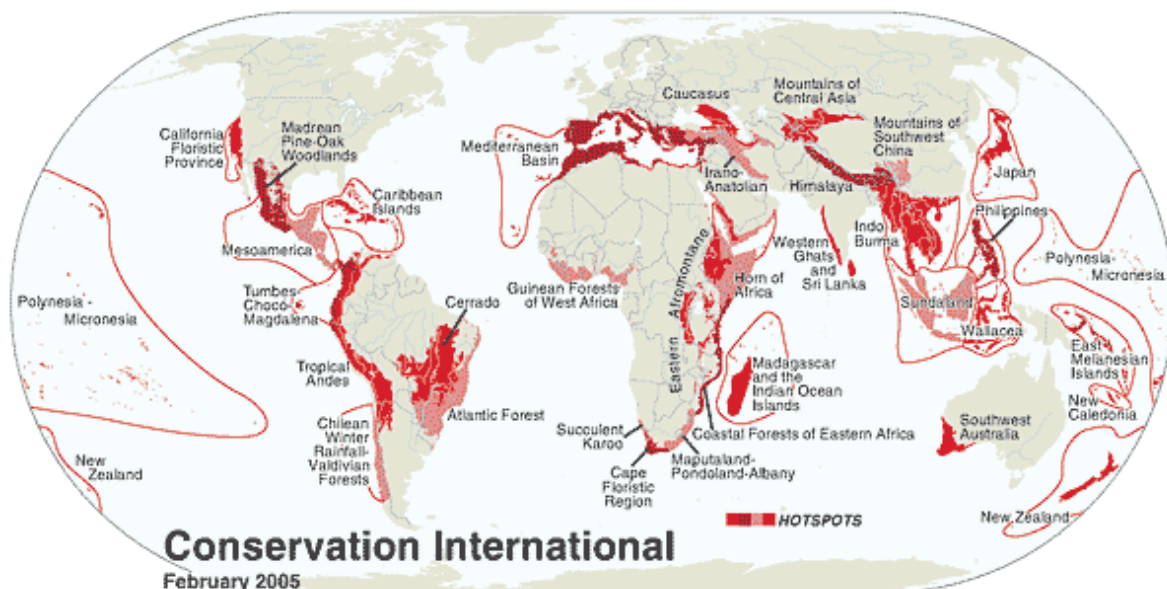 California
Floristic
Province
Madrean
Pine-Oak
Woodlands
Caribbean
Islands
Mesoamerica
Polynesia -
Micronesia
Tumbes-
Choco-
Magdalena
Cerrado
Tropical
Andes
Atlantic Forest
Chilean
Winter
Rainfall-
Valdivian
Forests
New
Zealand
Mediterranean
Basin
Caucasus
Mountains of
Central Asia
Mountains of
Southwest
China
Irano-
Anatolian
Himalaya
Japan
Philippines
Indo
Burma
Western
Ghats
and
Sri Lanka
Guinean Forests
of West Africa
Eastern Afromontane
Horn of
Africa
Sundaland
Wallacea
Polynesia-
Micronesia
East
Melanesian
Islands
New
Caledonia
Madagascar
and the
Indian Ocean
Islands
Southwest
Australia
Succulent
Karoo
Coastal Forests of Eastern Africa
Cape
Floristic
Region
Maputaland-
Pondoland-Albany
New Zealand
HOTSPOTS
Conservation International
February 2005